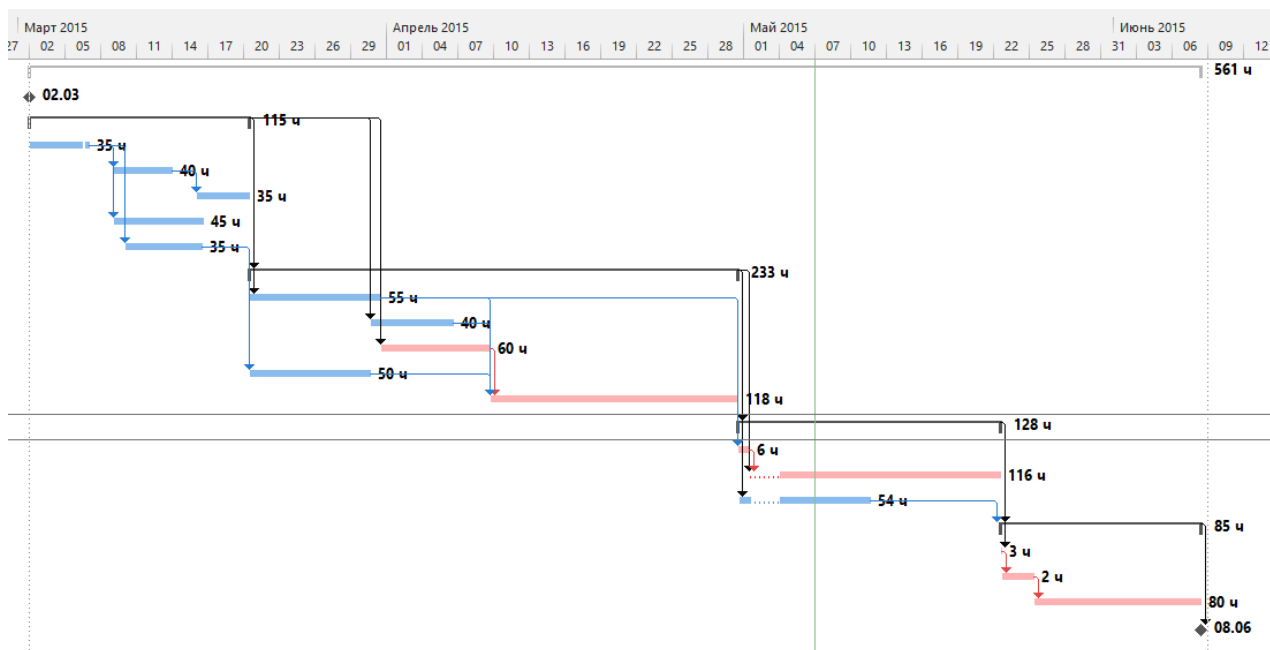 Март 2015 Апрель 2015 Май 2015 Июнь 2015
27 02 05 08 11 14 17 20 23 26 29 01 04 07 10 13 16 19 22 25 28 01 04 07 10 13 16 19 22 25 28 31 03 06 09 12
561 ч
02.03
115 ч
35 ч
40 ч
35 ч
45 ч
35 ч
233 ч
55 ч
40 ч
60 ч
50 ч
118 ч
128 ч
6 ч
116 ч
54 ч
85 ч
3 ч
2 ч
80 ч
08.06